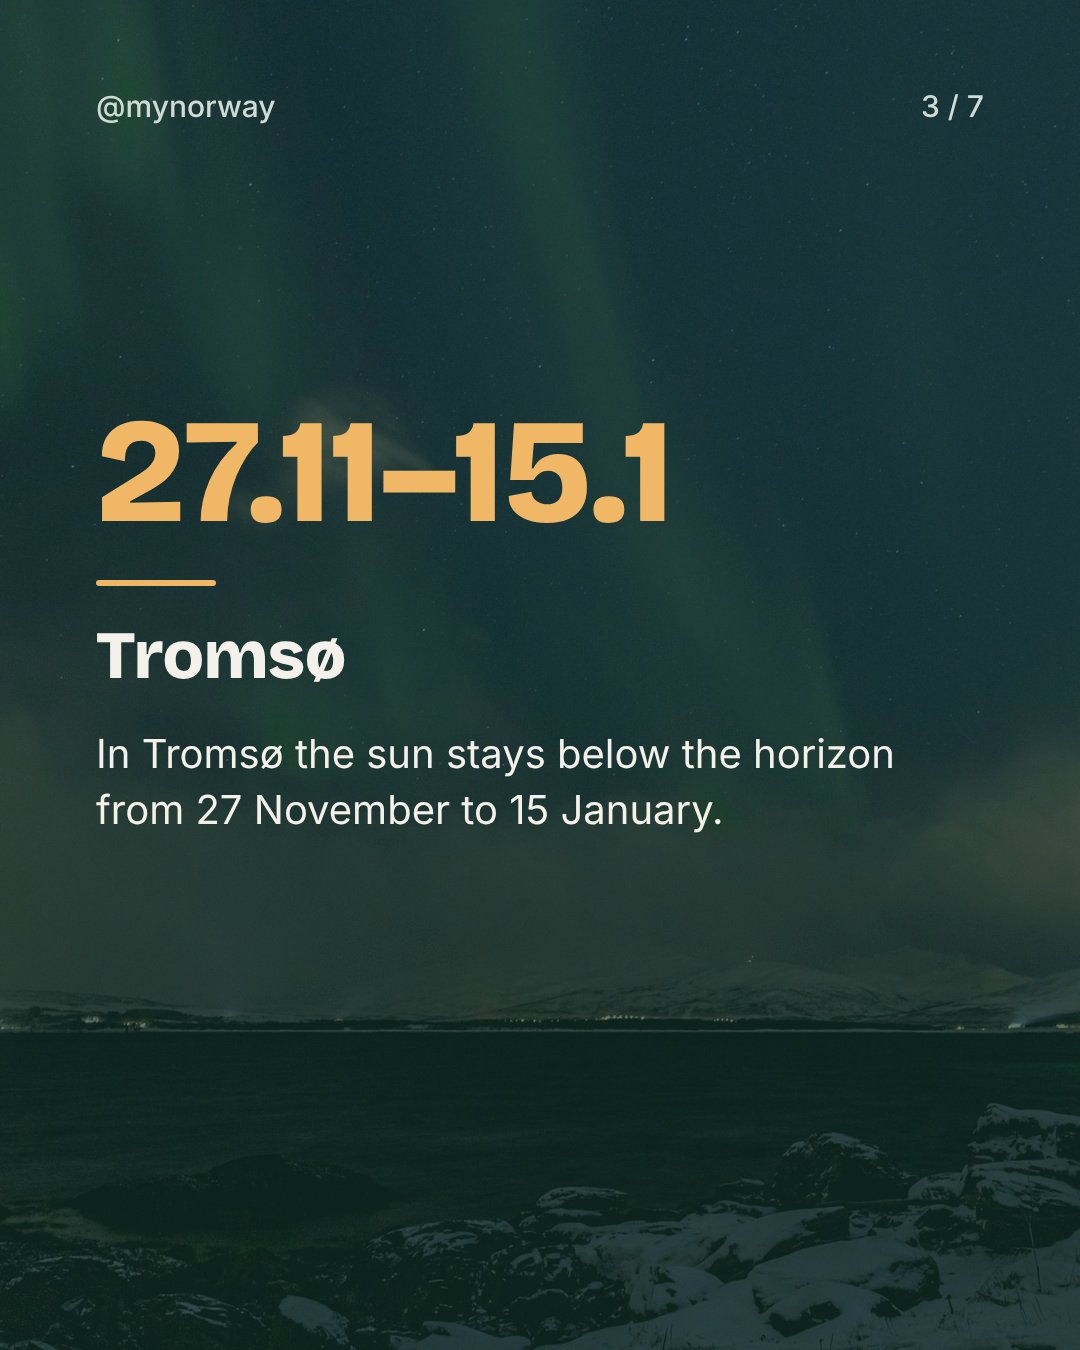 @mynorway
3 / 7
27.11–15.1
Tromsø
In Tromsø the sun stays below the horizon
from 27 November to 15 January.